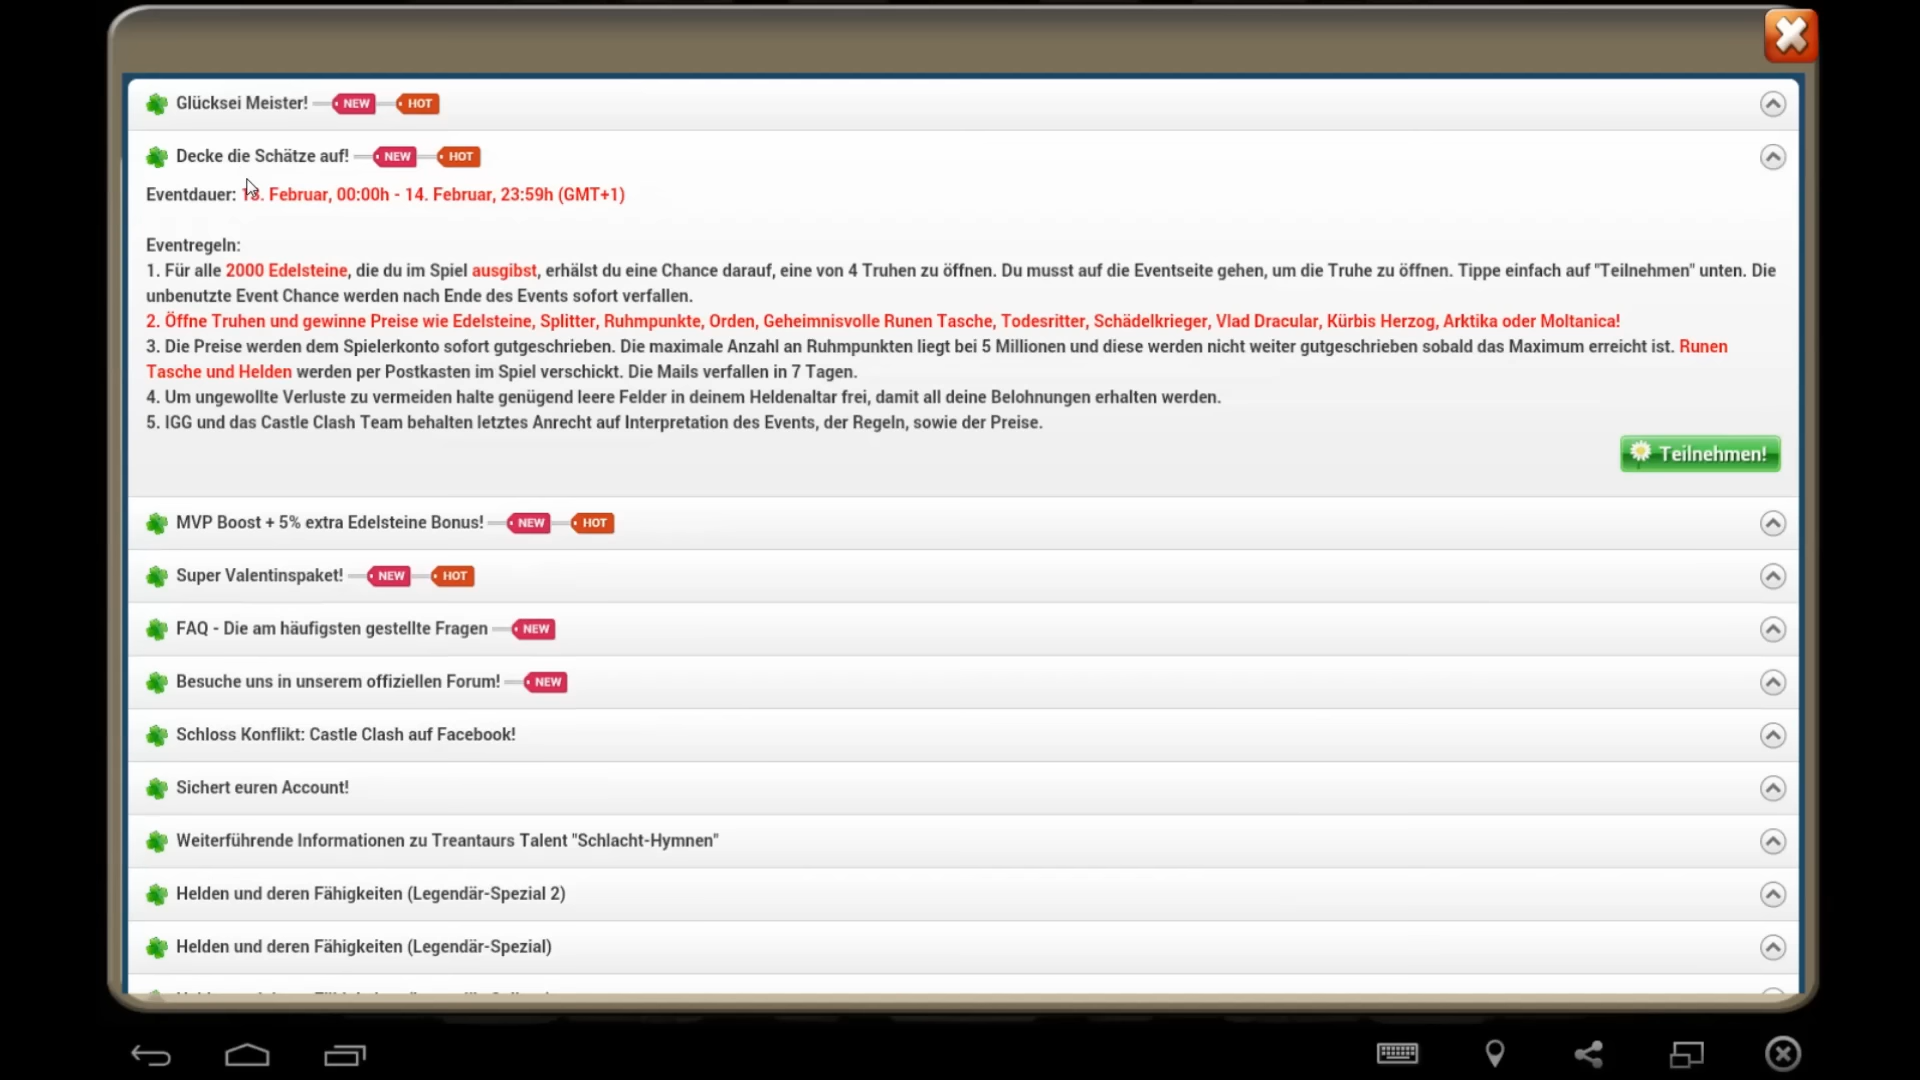 Glücksei Meister! NEW HOT
Decke die Schätze auf! NEW HOT
Eventdauer: 13. Februar, 00:00h - 14. Februar, 23:59h (GMT+1)
Eventregeln:
1. Für alle 2000 Edelsteine, die du im Spiel ausgibst, erhälst du eine Chance darauf, eine von 4 Truhen zu öffnen. Du musst auf die Eventseite gehen, um die Truhe zu öffnen. Tippe einfach auf "Teilnehmen" unten. Die
unbenutzte Event Chance werden nach Ende des Events sofort verfallen.
2. Öffne Truhen und gewinne Preise wie Edelsteine, Splitter, Ruhmpunkte, Orden, Geheimnisvolle Runen Tasche, Todesritter, Schädelkrieger, Vlad Dracular, Kürbis Herzog, Arktika oder Moltanica!
3. Die Preise werden dem Spielerkonto sofort gutgeschrieben. Die maximale Anzahl an Ruhmpunkten liegt bei 5 Millionen und diese werden nicht weiter gutgeschrieben sobald das Maximum erreicht ist. Runen
Tasche und Helden werden per Postkasten im Spiel verschickt. Die Mails verfallen in 7 Tagen.
4. Um ungewollte Verluste zu vermeiden halte genügend leere Felder in deinem Heldenaltar frei, damit all deine Belohnungen erhalten werden.
5. IGG und das Castle Clash Team behalten letztes Anrecht auf Interpretation des Events, der Regeln, sowie der Preise.
Teilnehmen!
MVP Boost + 5% extra Edelsteine Bonus! NEW HOT
Super Valentinspaket! NEW HOT
FAQ - Die am häufigsten gestellte Fragen NEW
Besuche uns in unserem offiziellen Forum! NEW
Schloss Konflikt: Castle Clash auf Facebook!
Sichert euren Account!
Weiterführende Informationen zu Treantaurs Talent "Schlacht-Hymnen"
Helden und deren Fähigkeiten (Legendär-Spezial 2)
Helden und deren Fähigkeiten (Legendär-Spezial)